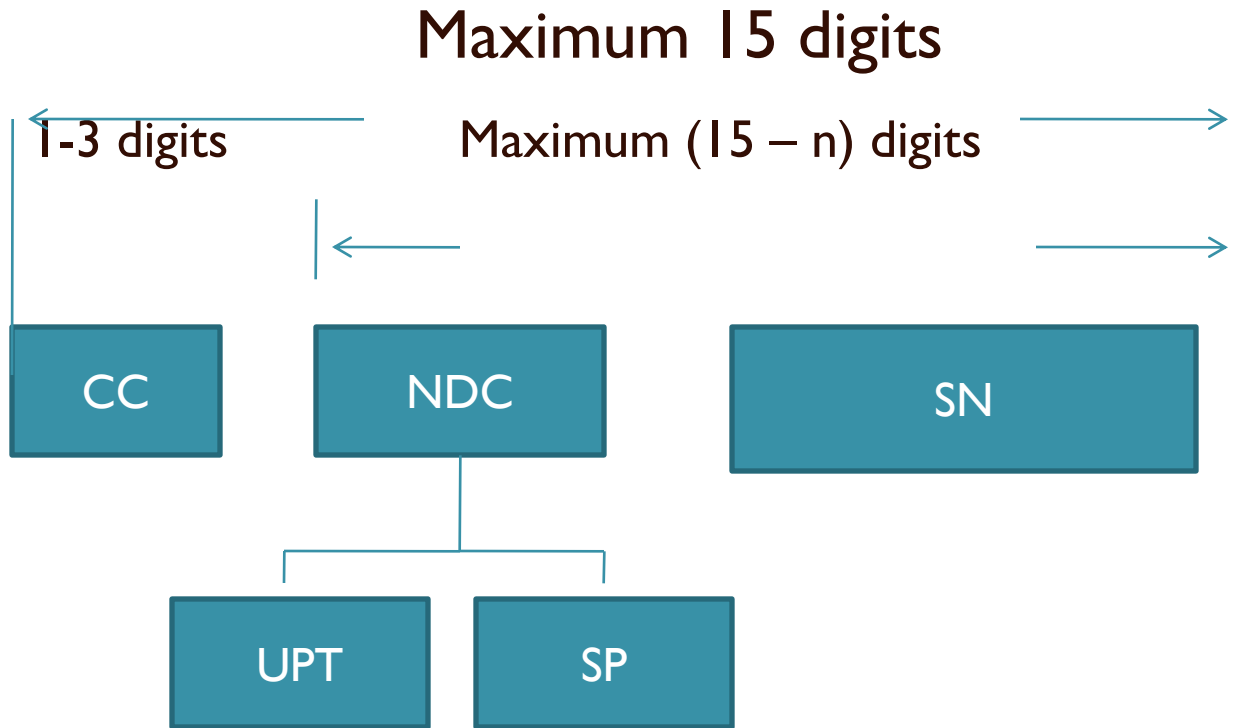 Maximum 15 digits
1-3 digits
Maximum (15 – n) digits
CC
NDC
SN
UPT
SP